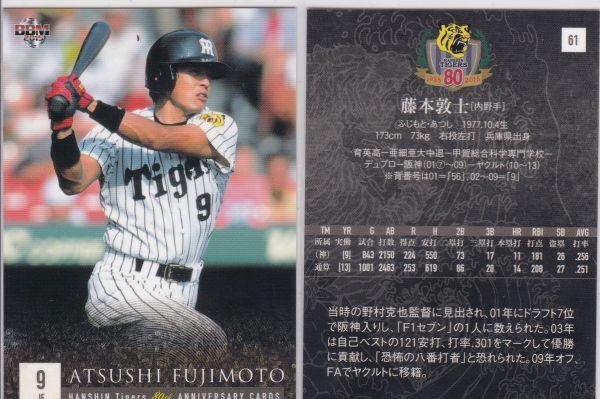 BBM
2015
Tigers
9
9
IF
ATSUSHI FUJIMOTO
HANSHIN Tigers 80th ANNIVERSARY CARDS
61
HANSHIN
TIGERS
1935 80 2015
藤本敦士[内野手]
ふじもと・あつし 1977.10.4生
173cm 73kg 右投左打 兵庫県出身
育英高―亜細亜大中退―甲賀総合科学専門学校―
デュプロー阪神(01⑦〜09)―ヤクルト(10〜13)
※背番号は01=「56」、02〜09=「9」
TM YR G AB R H 2B 3B HR RBI SB AVG
所属 実働 試合 打数 得点 安打 二塁打 三塁打 本塁打 打点 盗塁 打率
(神) [9] 843 2150 224 550 73 17 11 181 26 .256
通算 [13] 1001 2463 253 619 86 20 14 208 27 .251
当時の野村克也監督に見出され、01年にドラフト7位
で阪神入りし、「F1セブン」の1人に数えられた。03年
は自己ベストの121安打、打率.301をマークして優勝
に貢献し、「恐怖の八番打者」と恐れられた。09年オフ、
FAでヤクルトに移籍。